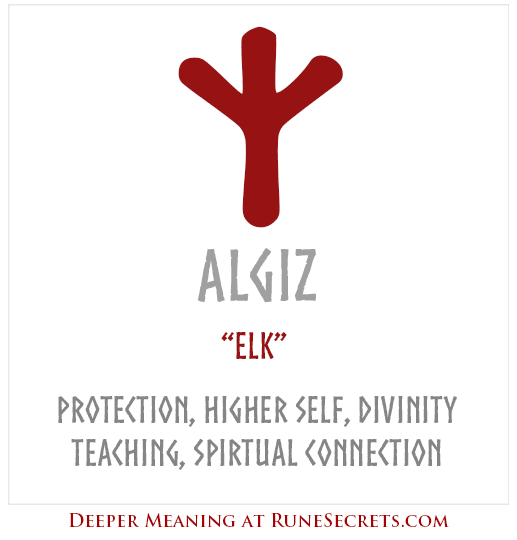 ALGIZ
“ELK”
PROTECTION, HIGHER SELF, DIVINITY
TEACHING, SPIRTUAL CONNECTION
DEEPER MEANING AT RUNESECRETS.COM